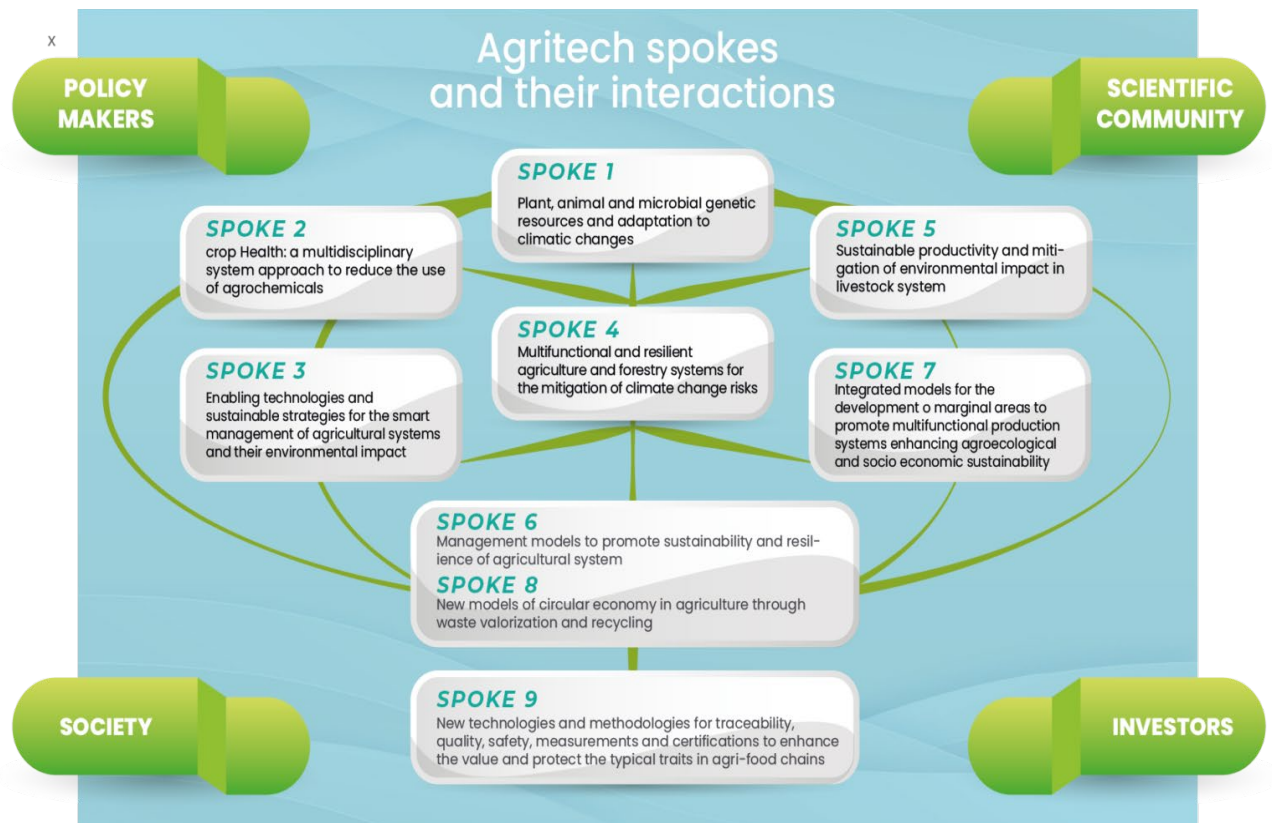 x
Agritech spokes
and their interactions
POLICY
MAKERS
SCIENTIFIC
COMMUNITY
SPOKE 1
Plant, animal and microbial genetic
resources and adaptation to
climatic changes
SPOKE 2
crop Health: a multidisciplinary
system approach to reduce the use
of agrochemicals
SPOKE 5
Sustainable productivity and miti-
gation of environmental impact in
livestock system
SPOKE 4
Multifunctional and resilient
agriculture and forestry systems for
the mitigation of climate change risks
SPOKE 3
Enabling technologies and
sustainable strategies for the smart
management of agricultural systems
and their environmental impact
SPOKE 7
Integrated models for the
development o marginal areas to
promote multifunctional production
systems enhancing agroecological
and socio economic sustainability
SPOKE 6
Management models to promote sustainability and resil-
ience of agricultural system
SPOKE 8
New models of circular economy in agriculture through
waste valorization and recycling
SPOKE 9
New technologies and methodologies for traceability,
quality, safety, measurements and certifications to enhance
the value and protect the typical traits in agri-food chains
SOCIETY
INVESTORS